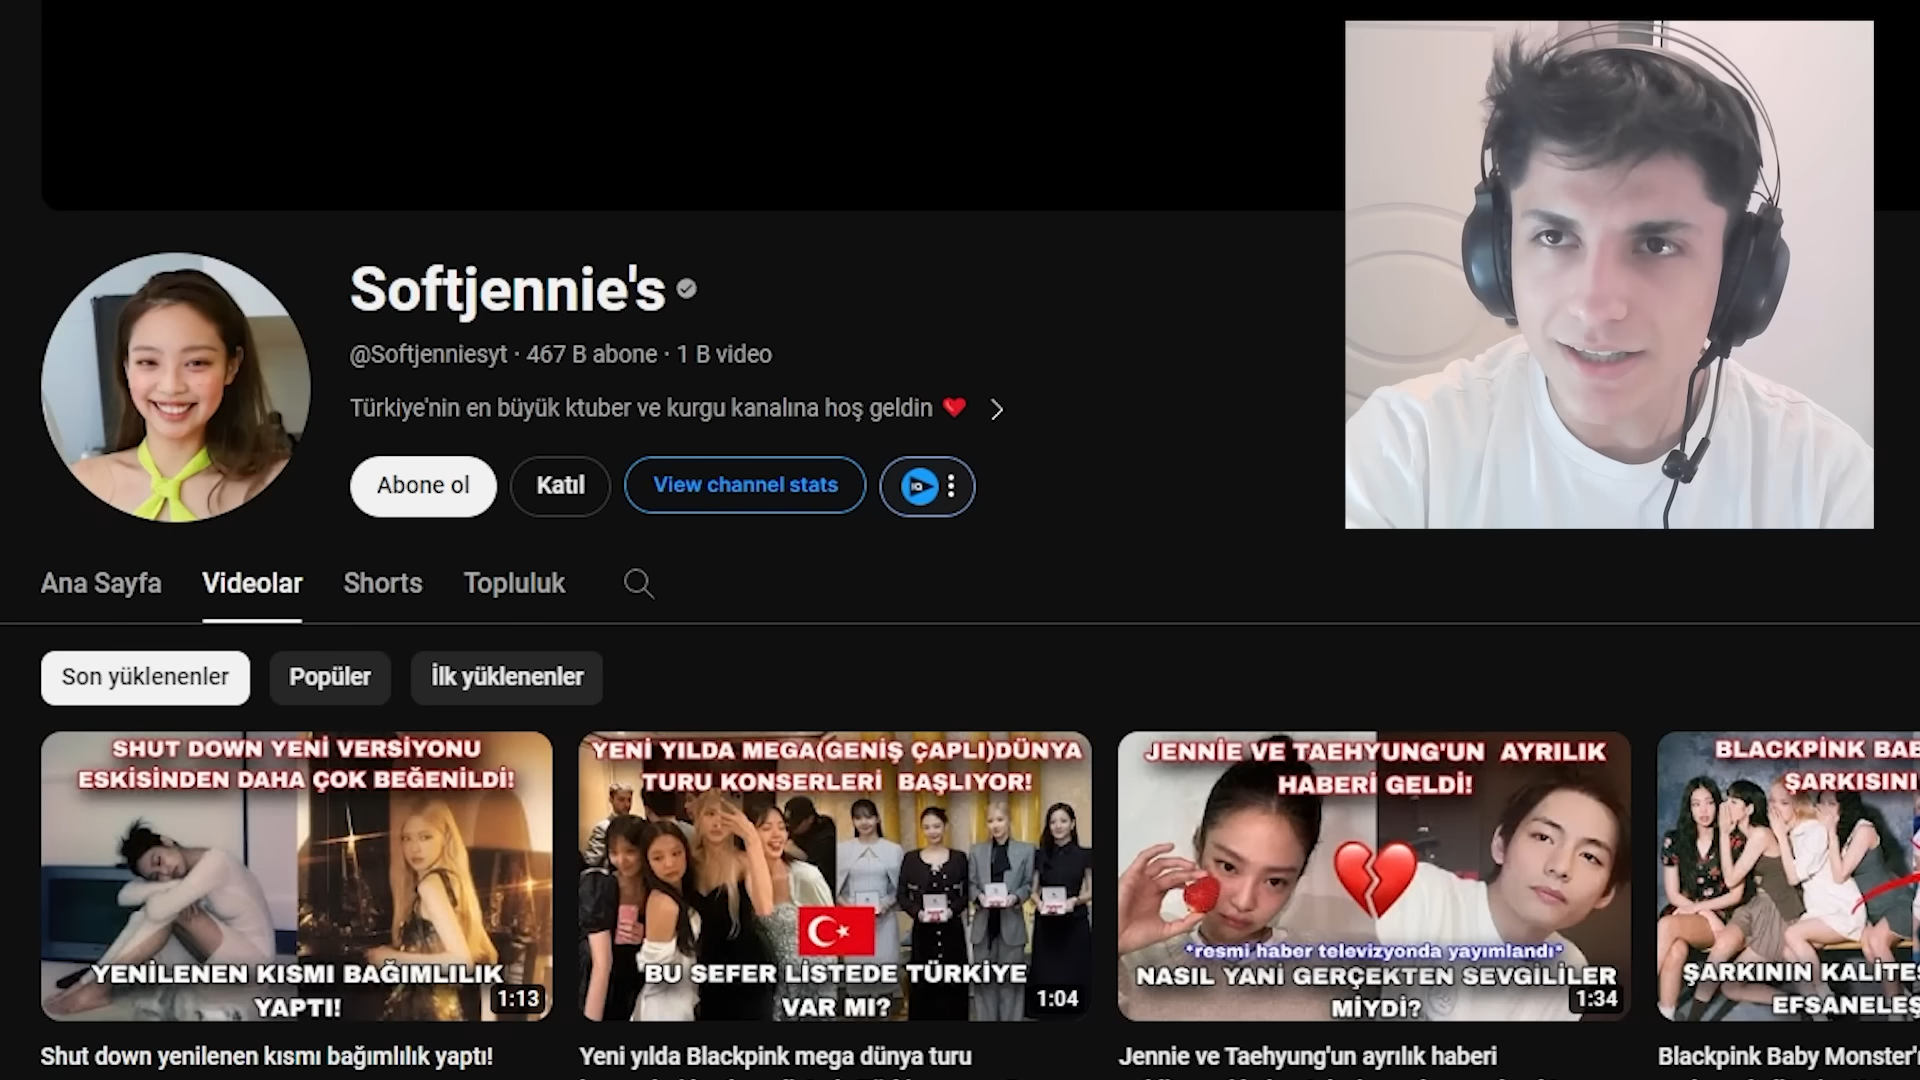 Softjennie's
@Softjenniesyt · 467 B abone · 1 B video
Türkiye'nin en büyük ktuber ve kurgu kanalına hoş geldin ❤️
Abone ol
Katıl
View channel stats
IQ
Ana Sayfa
Videolar
Shorts
Topluluk
Son yüklenenler
Popüler
İlk yüklenenler
SHUT DOWN YENİ VERSİYONU
ESKİSİNDEN DAHA ÇOK BEĞENİLDİ!
YENİLENEN KISMI BAĞIMLILIK
YAPTI!
1:13
Shut down yenilenen kısmı bağımlılık yaptı!
YENİ YILDA MEGA(GENİŞ ÇAPLI)DÜNYA
TURU KONSERLERİ BAŞLIYOR!
BU SEFER LİSTEDE TÜRKİYE
VAR MI?
1:04
Yeni yılda Blackpink mega dünya turu
JENNİE VE TAEHYUNG'UN AYRILIK
HABERİ GELDİ!
*resmi haber televizyonda yayımlandı*
NASIL YANİ GERÇEKTEN SEVGİLİLER
MİYDİ?
1:34
Jennie ve Taehyung'un ayrılık haberi
BLACKPİNK BAB
ŞARKISINI
ŞARKININ KALİTES
EFSANELEŞ
Blackpink Baby Monster'ı